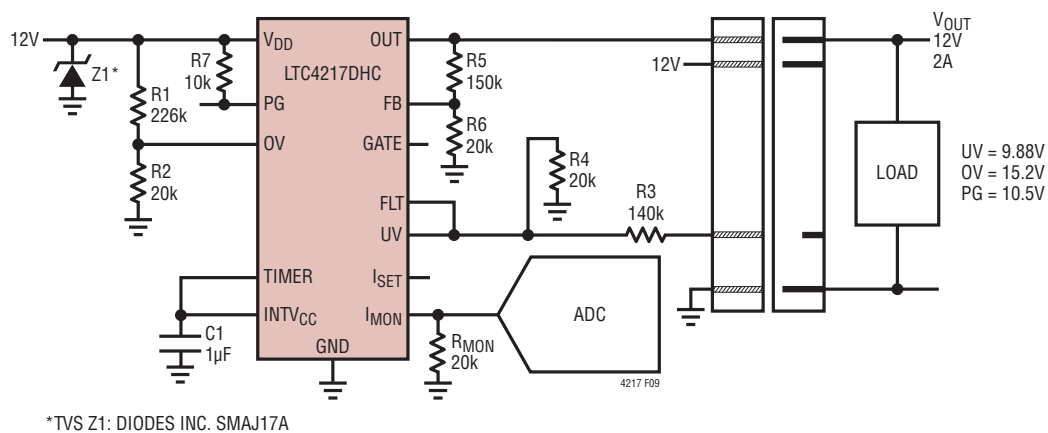 12V
Z1*
R1
226k
R2
20k
R7
10k
VDD
OUT
LTC4217DHC
PG
FB
OV
GATE
FLT
UV
TIMER
ISET
INTVCC
IMON
GND
C1
1µF
R5
150k
R6
20k
R4
20k
R3
140k
RMON
20k
ADC
12V
VOUT
12V
2A
LOAD
UV = 9.88V
OV = 15.2V
PG = 10.5V
4217 F09
*TVS Z1: DIODES INC. SMAJ17A